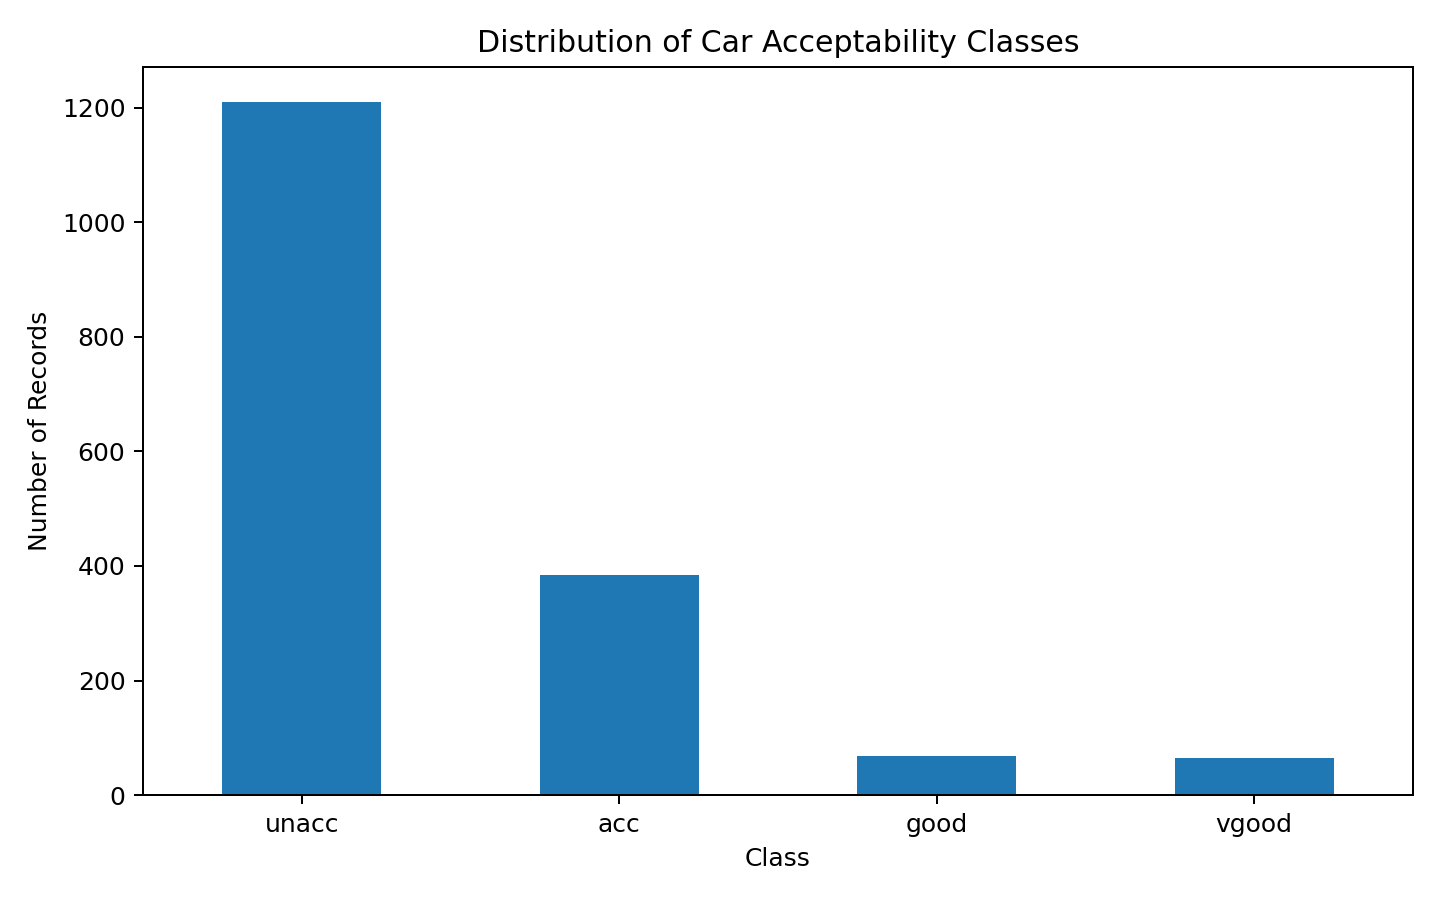 Distribution of Car Acceptability Classes
1200
1000
800
600
400
200
0
Number of Records
unacc
acc
good
vgood
Class